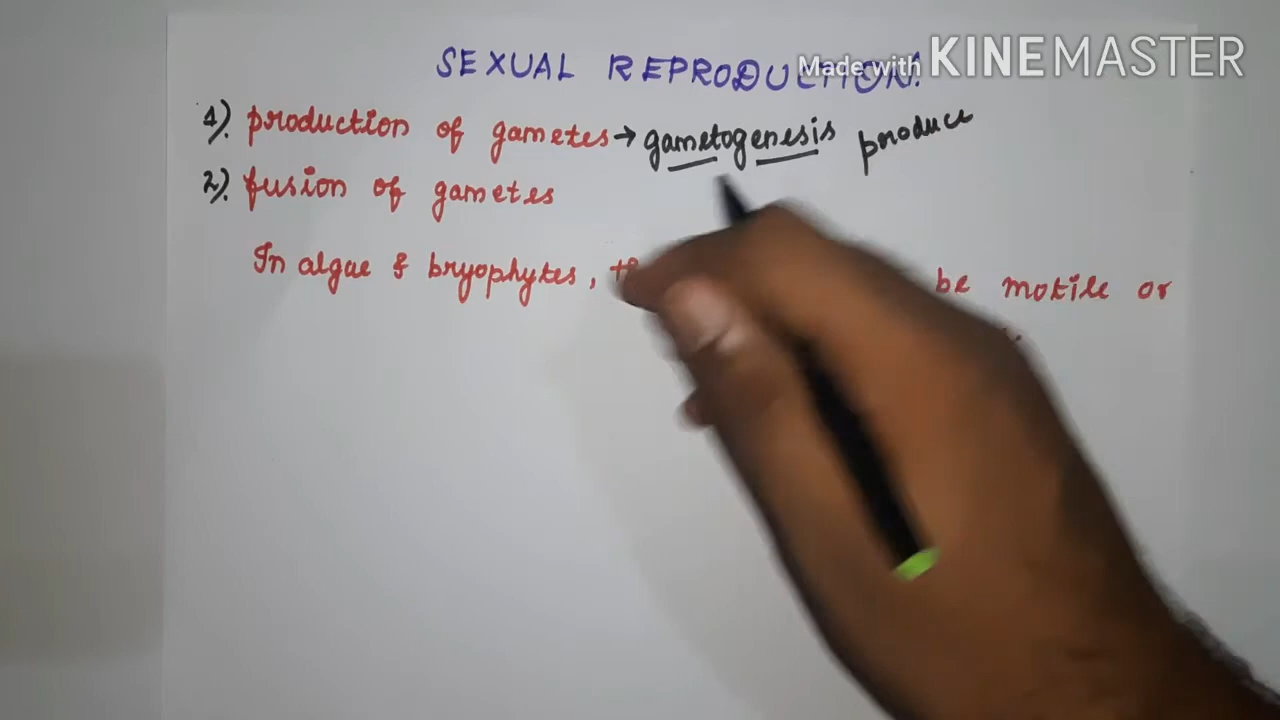 SEXUAL REPRODUCTION.
Made with KINEMASTER
1). production of gametes → gametogenesis produce
2). fusion of gametes
In algae & bryophytes, be motile or